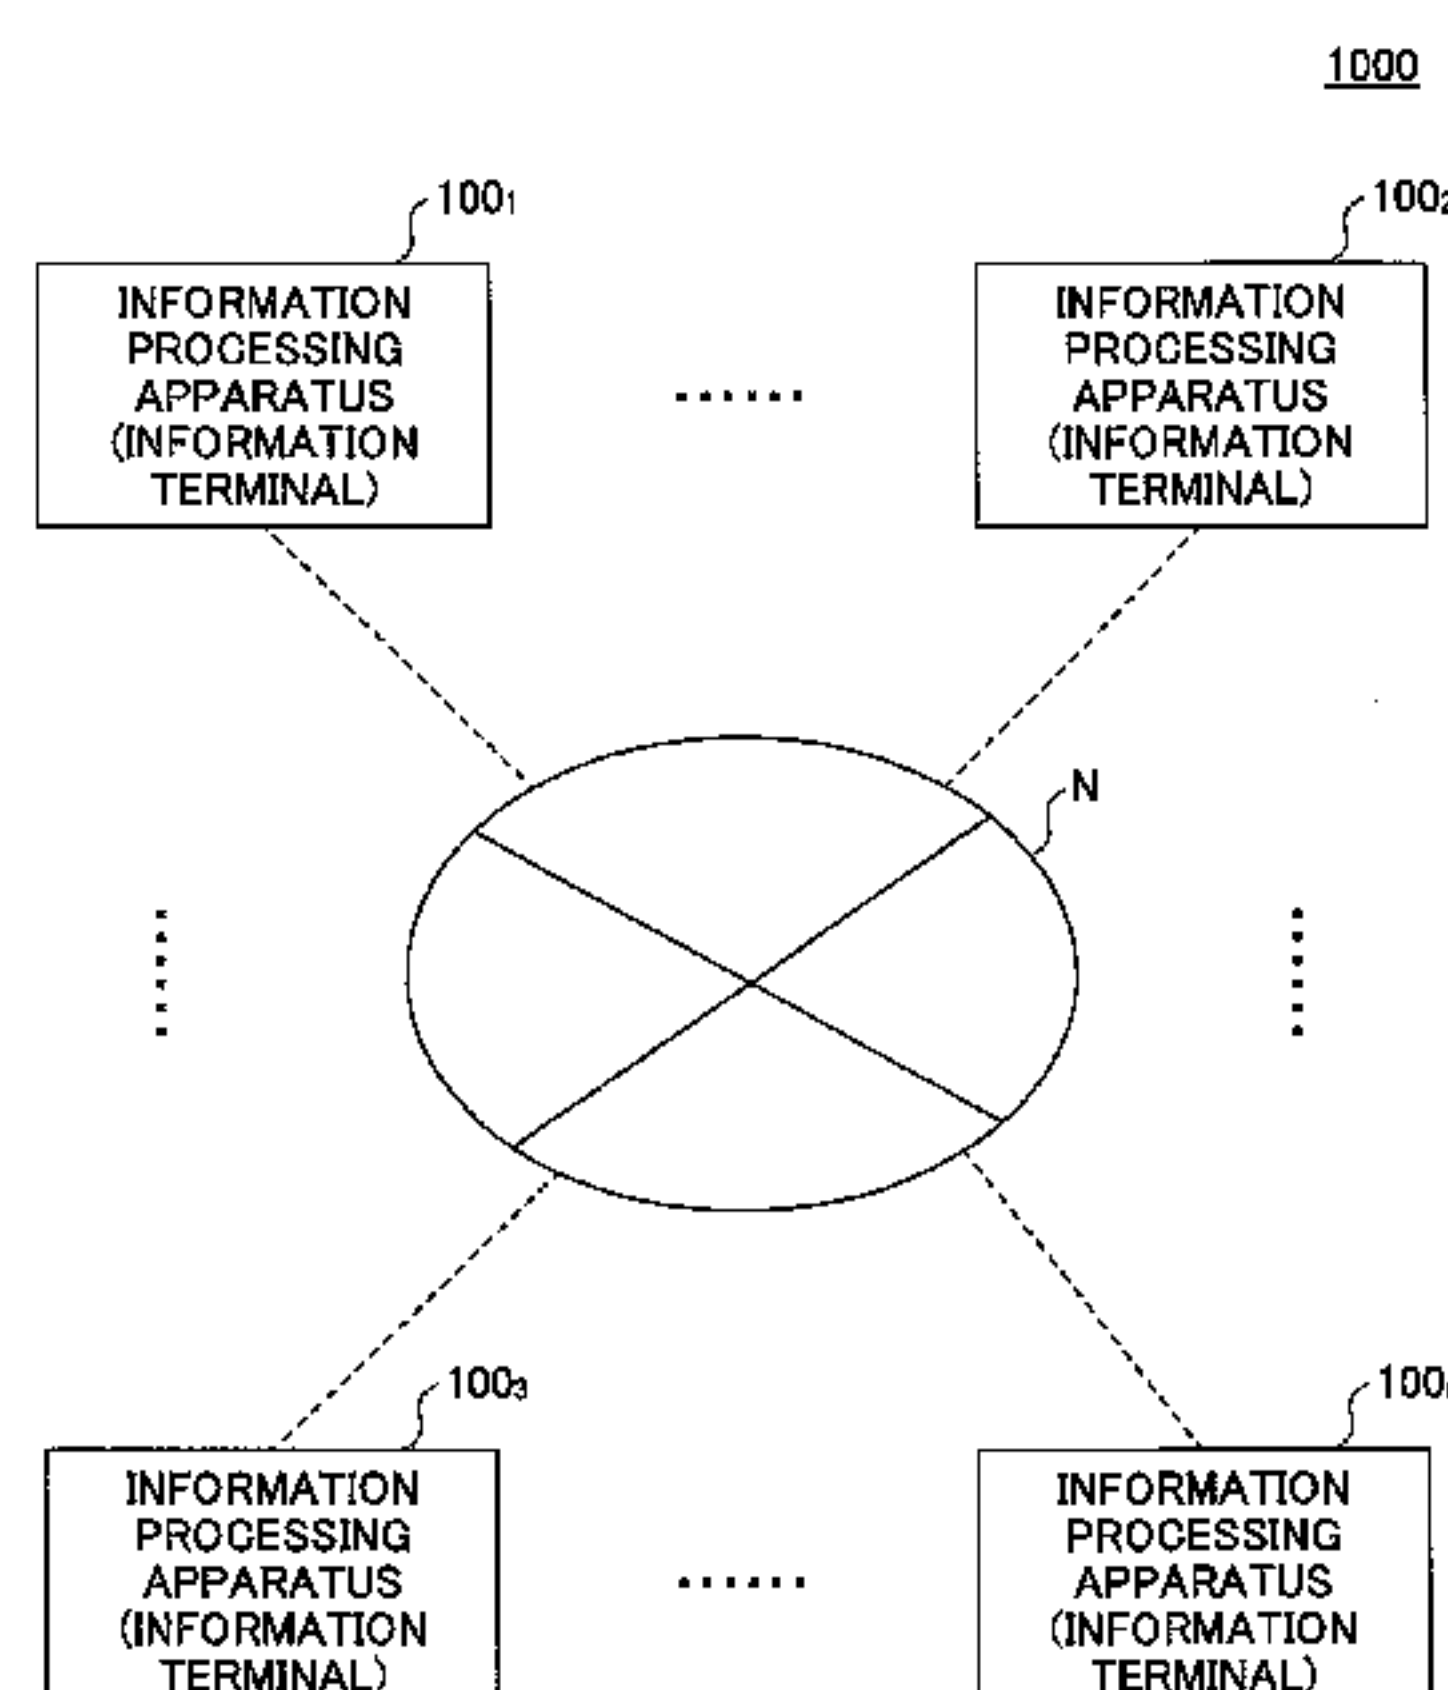 1000
100₁
100₂
INFORMATION
PROCESSING
APPARATUS
(INFORMATION
TERMINAL)
INFORMATION
PROCESSING
APPARATUS
(INFORMATION
TERMINAL)
N
100₃
100
INFORMATION
PROCESSING
APPARATUS
(INFORMATION
TERMINAL)
INFORMATION
PROCESSING
APPARATUS
(INFORMATION
TERMINAL)